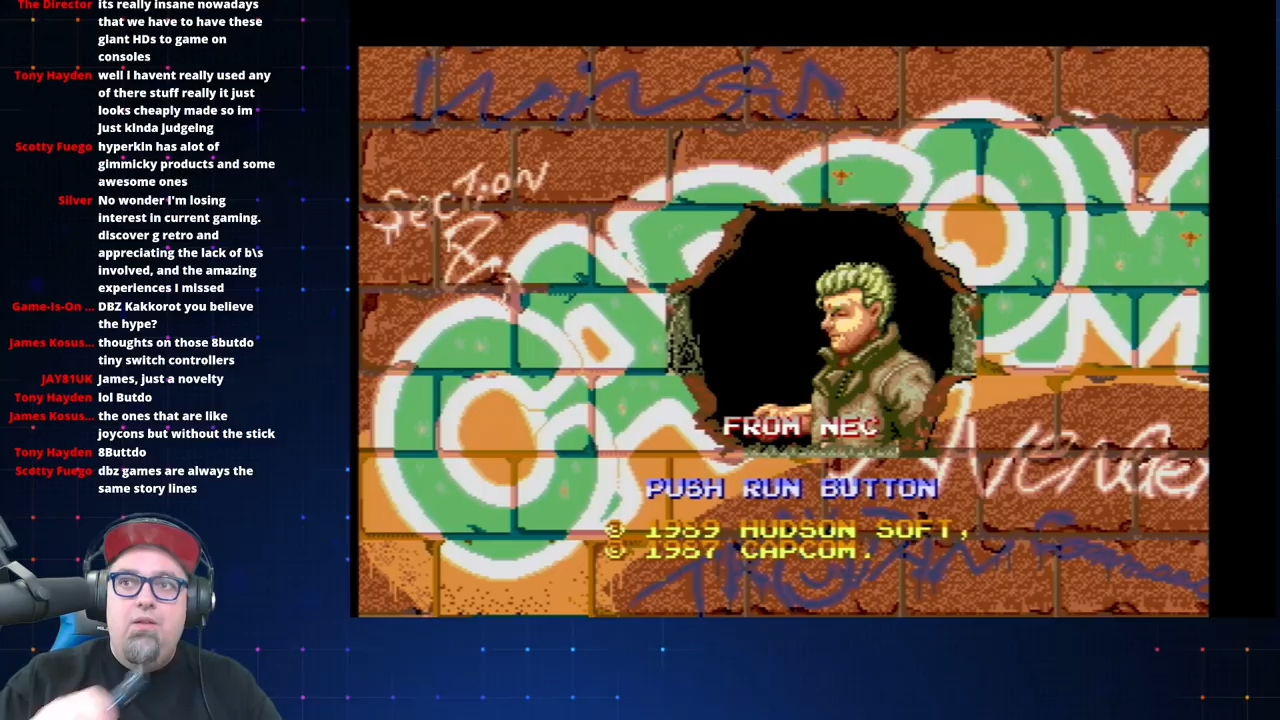 The Director its really insane nowadays
that we have to have these
giant HDs to game on
consoles
Tony Hayden well I havent really used any
of there stuff really it just
looks cheaply made so im
just kinda judgeing
Scotty Fuego hyperkin has alot of
gimmicky products and some
awesome ones
Silver No wonder I'm losing
interest in current gaming.
discover g retro and
appreciating the lack of b\s
involved, and the amazing
experiences I missed
Game-Is-On ... DBZ Kakkorot you believe
the hype?
James Kosus... thoughts on those 8butdo
tiny switch controllers
JAY81UK James, just a novelty
Tony Hayden lol Butdo
James Kosus... the ones that are like
joycons but without the stick
Tony Hayden 8Buttdo
Scotty Fuego dbz games are always the
same story lines
Section
Z
CAPCOM
FROM NEC
PUSH RUN BUTTON
© 1989 HUDSON SOFT,
© 1987 CAPCOM.